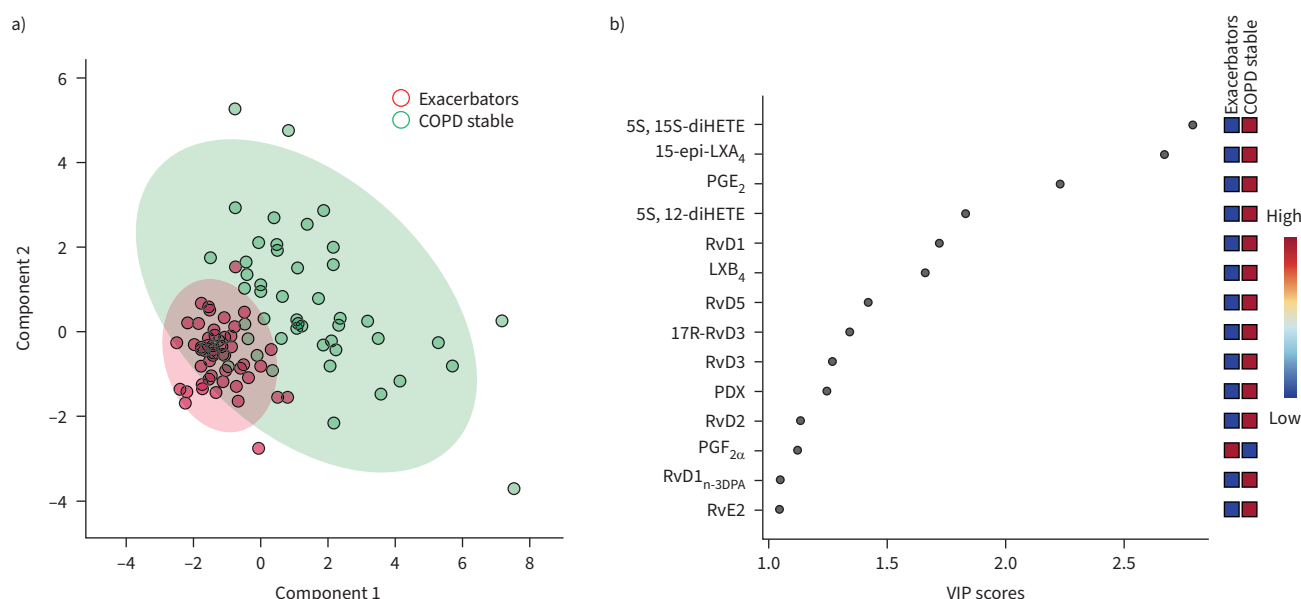 a)
6
4
2
0
–2
–4
Component 2
–4
–2
0
2
4
6
8
Component 1
Exacerbators
COPD stable
b)
5S, 15S-diHETE
15-epi-LXA4
PGE2
5S, 12-diHETE
RvD1
LXB4
RvD5
17R-RvD3
RvD3
PDX
RvD2
PGF2α
RvD1n-3DPA
RvE2
1.0
1.5
2.0
2.5
VIP scores
Exacerbators
COPD stable
High
Low